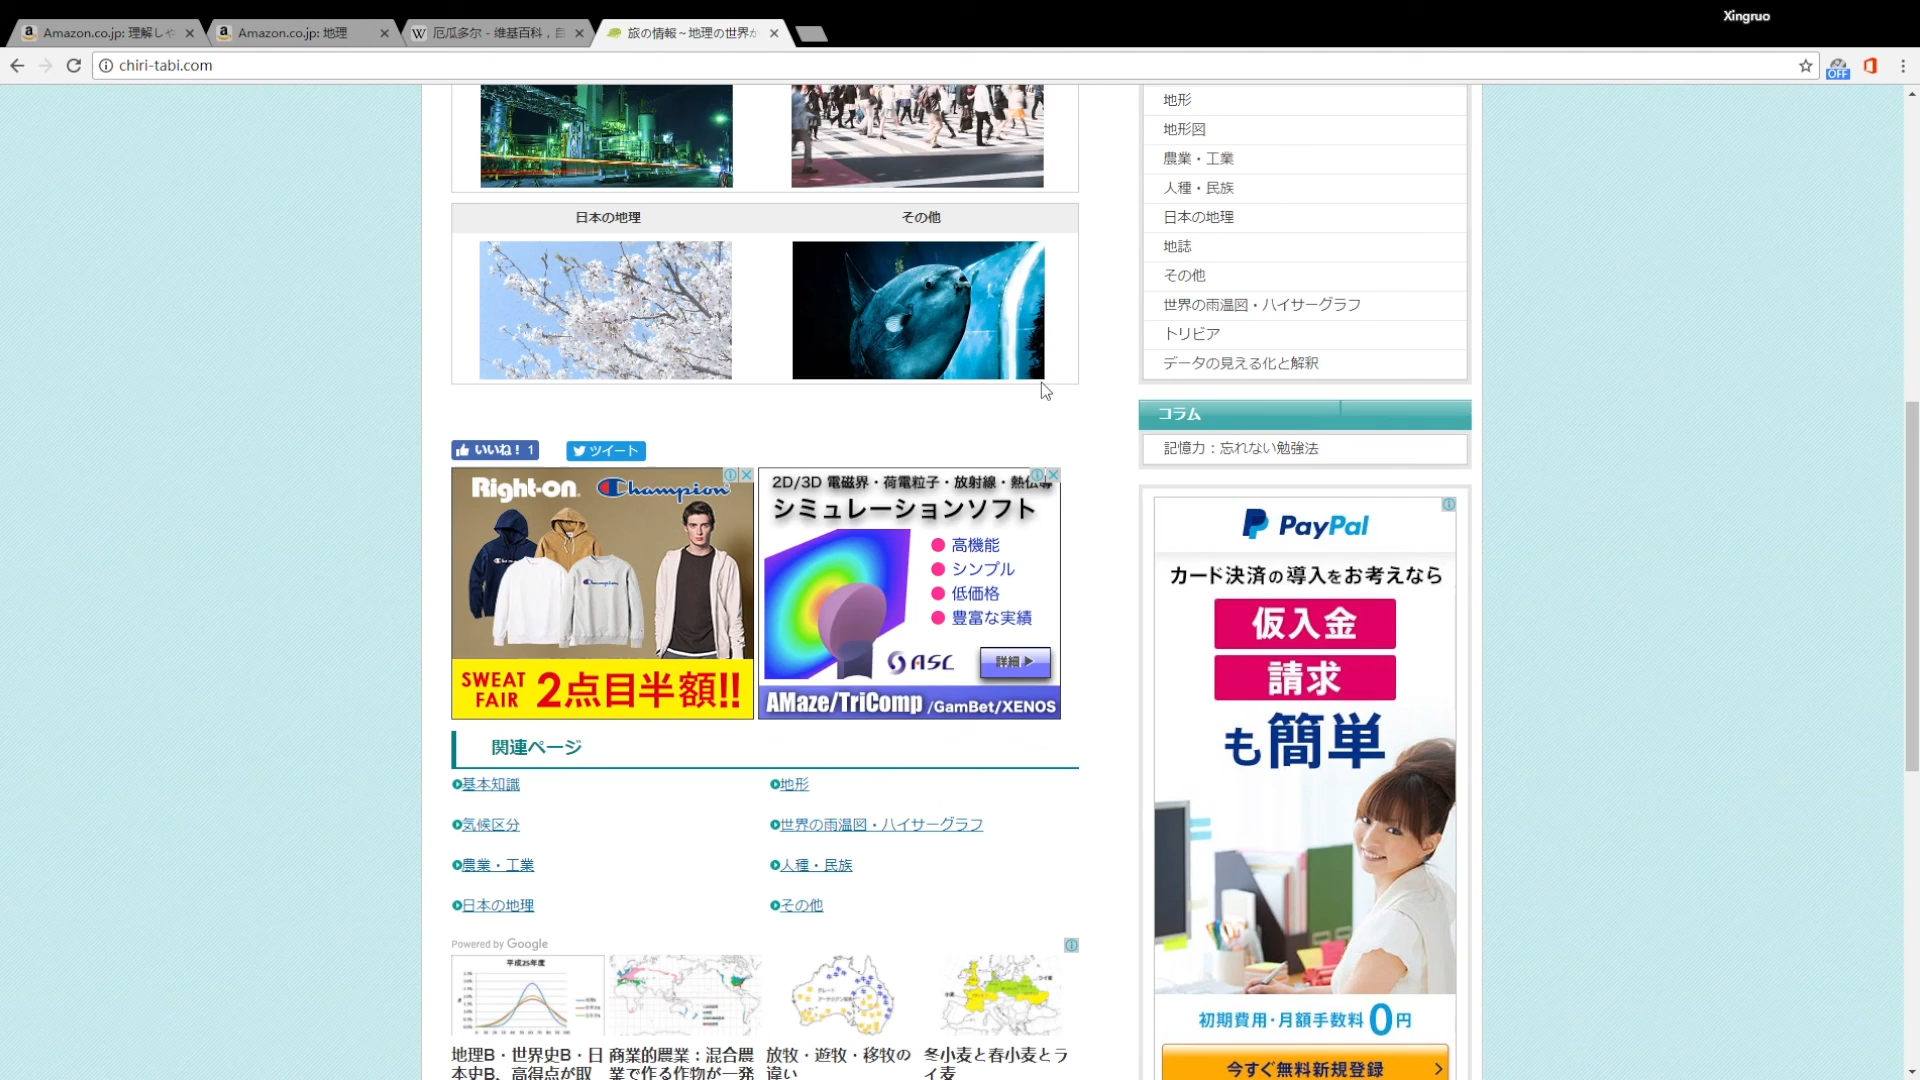 Xingruo
Amazon.co.jp: 理解しや
Amazon.co.jp: 地理
厄瓜多尔 - 维基百科，自
旅の情報～地理の世界か
chiri-tabi.com
OFF
日本の地理
その他
いいね！ 1
ツイート
Right-on.
Champion
SWEAT FAIR
2点目半額!!
2D/3D 電磁界・荷電粒子・放射線・熱伝導
シミュレーションソフト
高機能
シンプル
低価格
豊富な実績
ASC
詳細▶
AMaze/TriComp /GamBet/XENOS
関連ページ
基本知識
地形
気候区分
世界の雨温図・ハイサーグラフ
農業・工業
人種・民族
日本の地理
その他
Powered by Google
平成25年度
地理B・世界史B・日
本史B、高得点が取
商業的農業：混合農
業で作る作物が一発
放牧・遊牧・移牧の
違い
冬小麦と春小麦とラ
イ麦
地形
地形図
農業・工業
人種・民族
日本の地理
地誌
その他
世界の雨温図・ハイサーグラフ
トリビア
データの見える化と解釈
コラム
記憶力：忘れない勉強法
PayPal
カード決済の導入をお考えなら
仮入金
請求
も簡単
初期費用・月額手数料0円
今すぐ無料新規登録